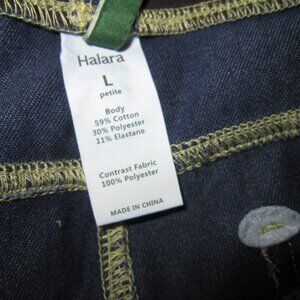 Halara
L
petite
Body
59% Cotton
30% Polyester
11% Elastane
Contrast Fabric
100% Polyester
MADE IN CHINA